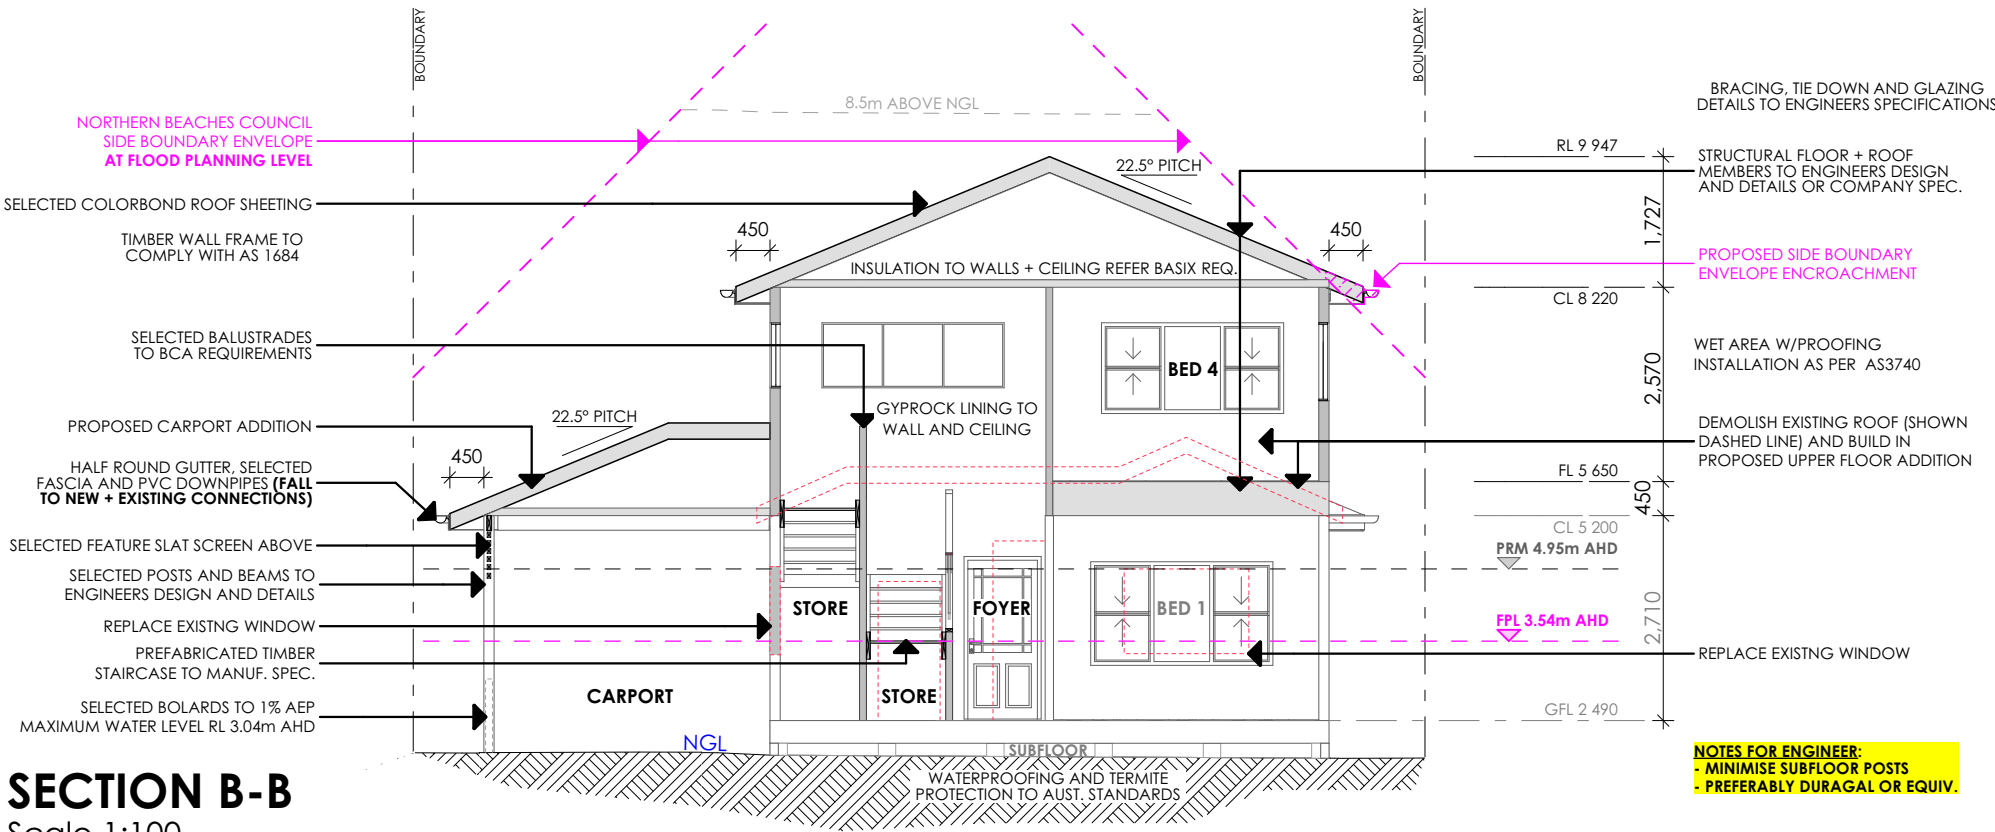 BOUNDARY
BOUNDARY
8.5m ABOVE NGL
NORTHERN BEACHES COUNCIL
SIDE BOUNDARY ENVELOPE
AT FLOOD PLANNING LEVEL
SELECTED COLORBOND ROOF SHEETING
TIMBER WALL FRAME TO
COMPLY WITH AS 1684
SELECTED BALUSTRADES
TO BCA REQUIREMENTS
PROPOSED CARPORT ADDITION
HALF ROUND GUTTER, SELECTED
FASCIA AND PVC DOWNPIPES (FALL
TO NEW + EXISTING CONNECTIONS)
SELECTED FEATURE SLAT SCREEN ABOVE
SELECTED POSTS AND BEAMS TO
ENGINEERS DESIGN AND DETAILS
REPLACE EXISTNG WINDOW
PREFABRICATED TIMBER
STAIRCASE TO MANUF. SPEC.
SELECTED BOLARDS TO 1% AEP
MAXIMUM WATER LEVEL RL 3.04m AHD
22.5° PITCH
450
450
INSULATION TO WALLS + CEILING REFER BASIX REQ.
BED 4
GYPROCK LINING TO
WALL AND CEILING
22.5° PITCH
450
STORE
FOYER
BED 1
STORE
CARPORT
NGL
SUBFLOOR
WATERPROOFING AND TERMITE
PROTECTION TO AUST. STANDARDS
BRACING, TIE DOWN AND GLAZING
DETAILS TO ENGINEERS SPECIFICATIONS
RL 9 947
STRUCTURAL FLOOR + ROOF
MEMBERS TO ENGINEERS DESIGN
AND DETAILS OR COMPANY SPEC.
1,727
PROPOSED SIDE BOUNDARY
ENVELOPE ENCROACHMENT
CL 8 220
WET AREA W/PROOFING
INSTALLATION AS PER AS3740
2,570
DEMOLISH EXISTING ROOF (SHOWN
DASHED LINE) AND BUILD IN
PROPOSED UPPER FLOOR ADDITION
FL 5 650
450
CL 5 200
PRM 4.95m AHD
FPL 3.54m AHD
2,710
REPLACE EXISTNG WINDOW
GFL 2 490
NOTES FOR ENGINEER:
- MINIMISE SUBFLOOR POSTS
- PREFERABLY DURAGAL OR EQUIV.
SECTION B-B
Scale 1:100